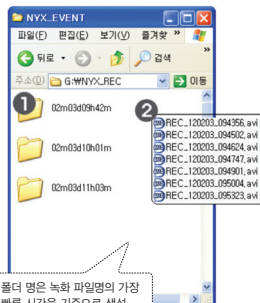 NYX_EVENT
파일(F) 편집(E) 보기(V) 즐겨찾 »
뒤로 검색 »
주소(D) G:₩NYX_REC 이동
1
2
02m03d09h42m
02m03d10h01m
02m03d11h03m
REC_120203_094356.avi
REC_120203_094502.avi
REC_120203_094624.avi
REC_120203_094747.avi
REC_120203_094901.avi
REC_120203_095004.avi
REC_120203_095323.avi
폴더 명은 녹화 파일명의 가장
빠른 시간을 기준으로 생성